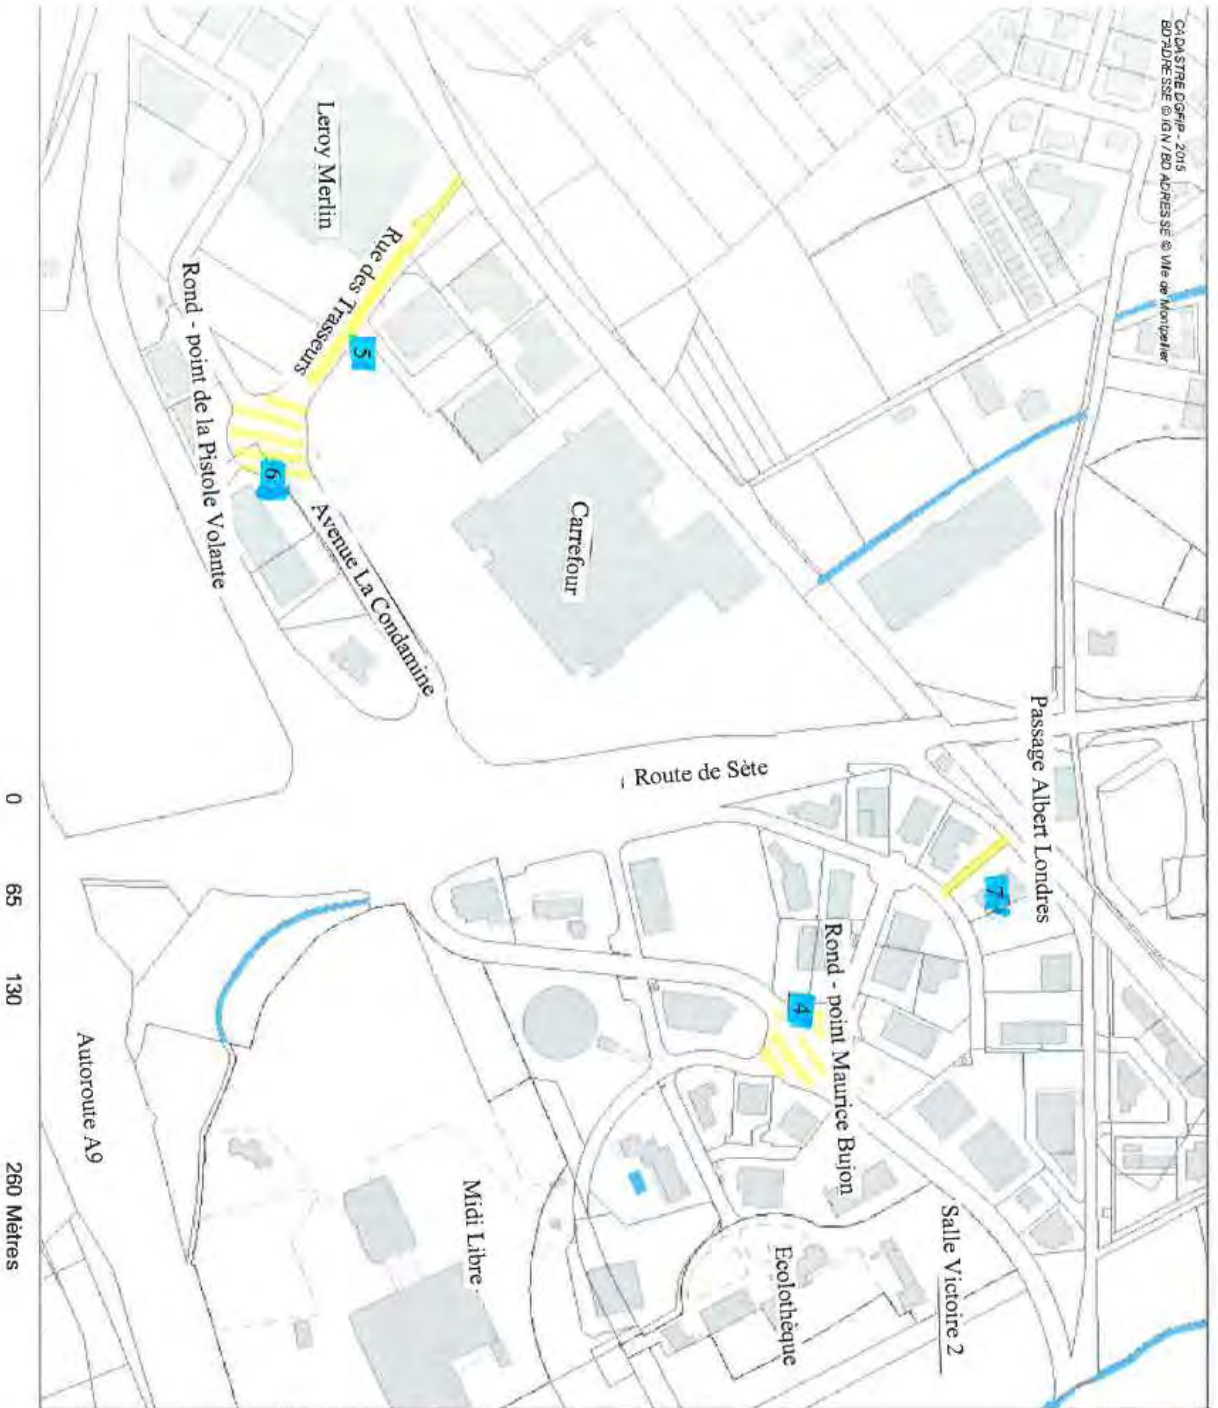 CADASTRE DGFIP - 2015
BD'ADRESSE © IGN / BD ADRESSE © Ville de Montpellier
Leroy Merlin
Rue des Trasseurs
5
Rond - point de la Pistole Volante
6
Avenue La Condamine
Carrefour
Passage Albert Londres
Route de Sète
7
Rond - point Maurice Bujon
4
Salle Victoire 2
Ecolothèque
Midi Libre
Autoroute A9
0 65 130 260 Mètres